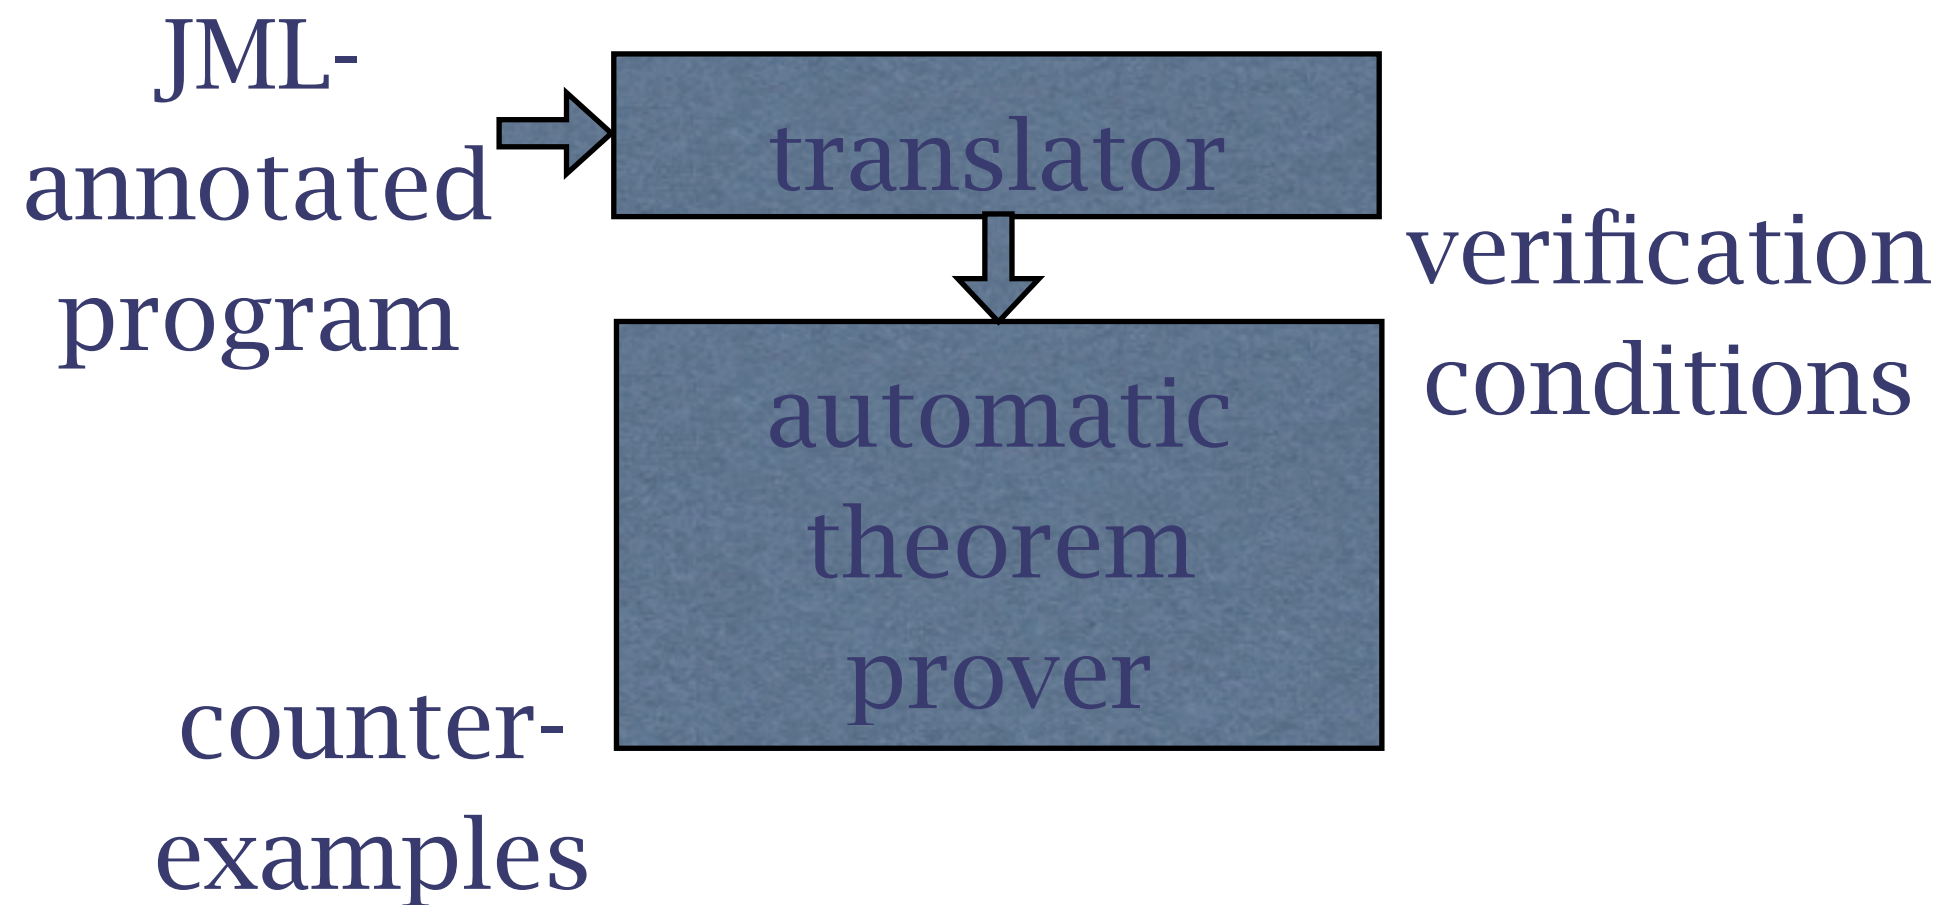 JML-
annotated
program
translator
verification
conditions
automatic
theorem
prover
counter-
examples